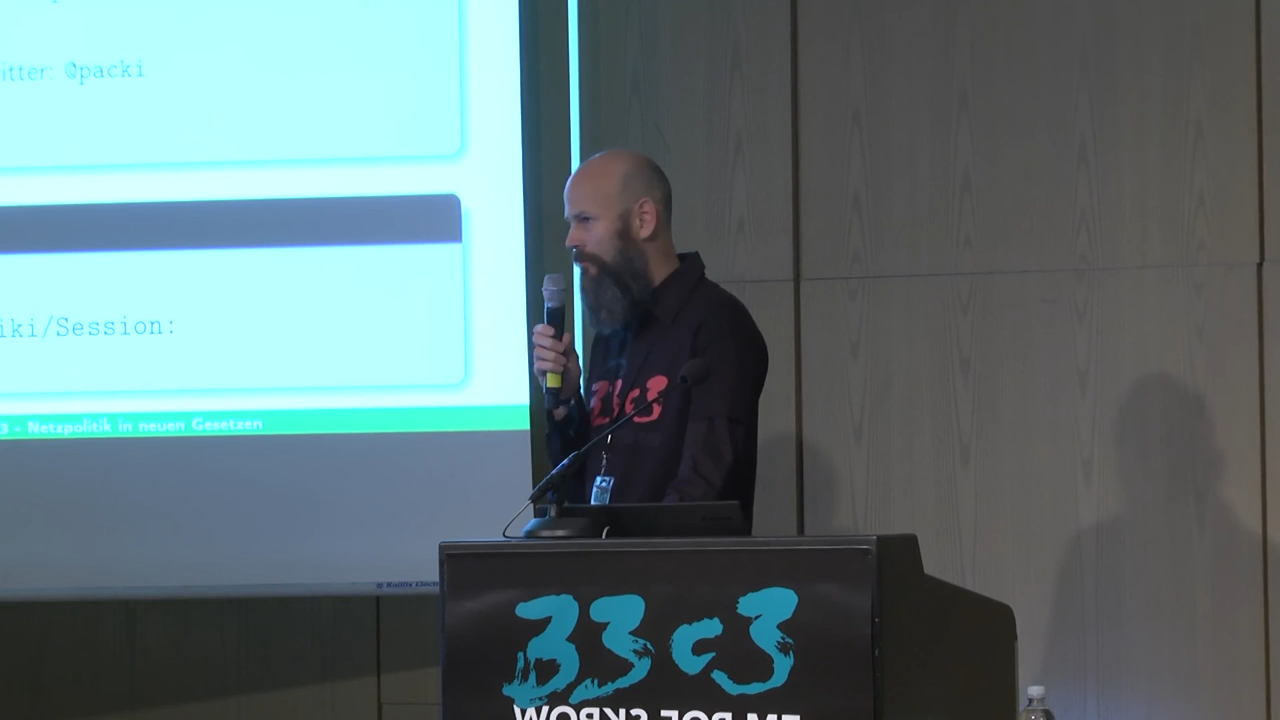 itter: @packi
iki/Session:
3 - Netzpolitik in neuen Gesetzen
33c3
33c3